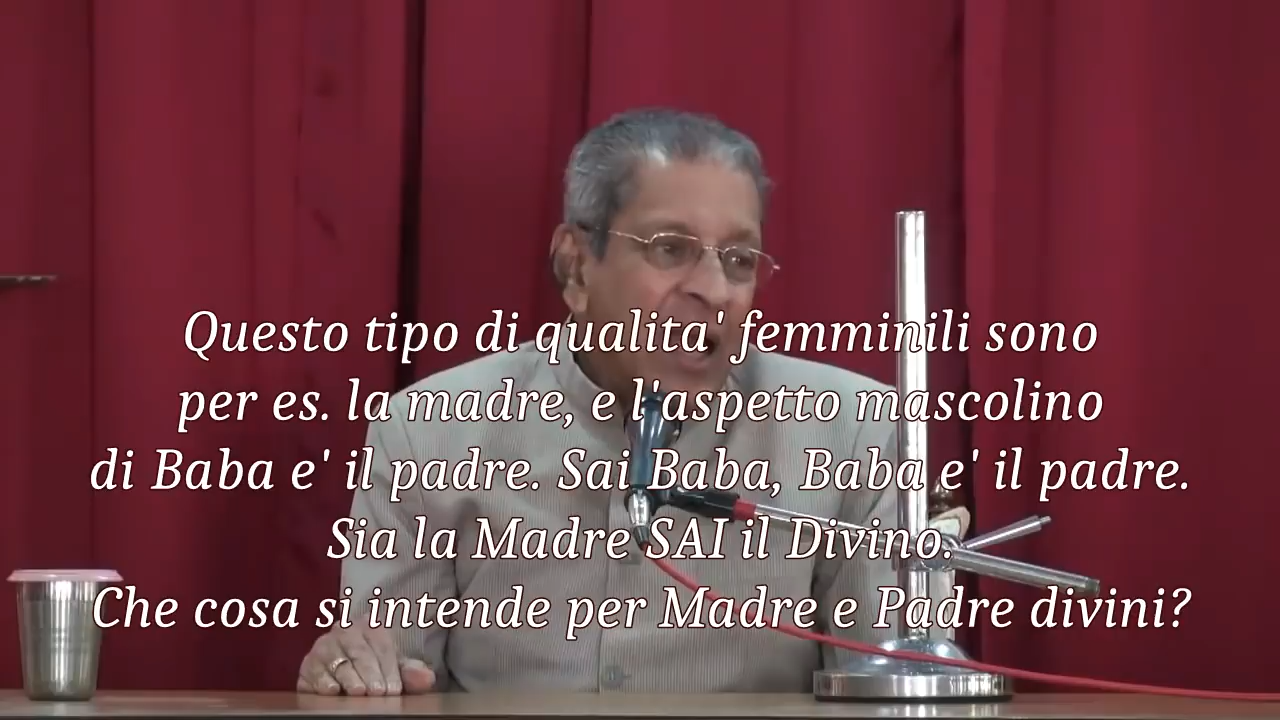 Questo tipo di qualita' femminili sono
per es. la madre, e l'aspetto mascolino
di Baba e' il padre. Sai Baba, Baba e' il padre.
Sia la Madre SAI il Divino.
Che cosa si intende per Madre e Padre divini?